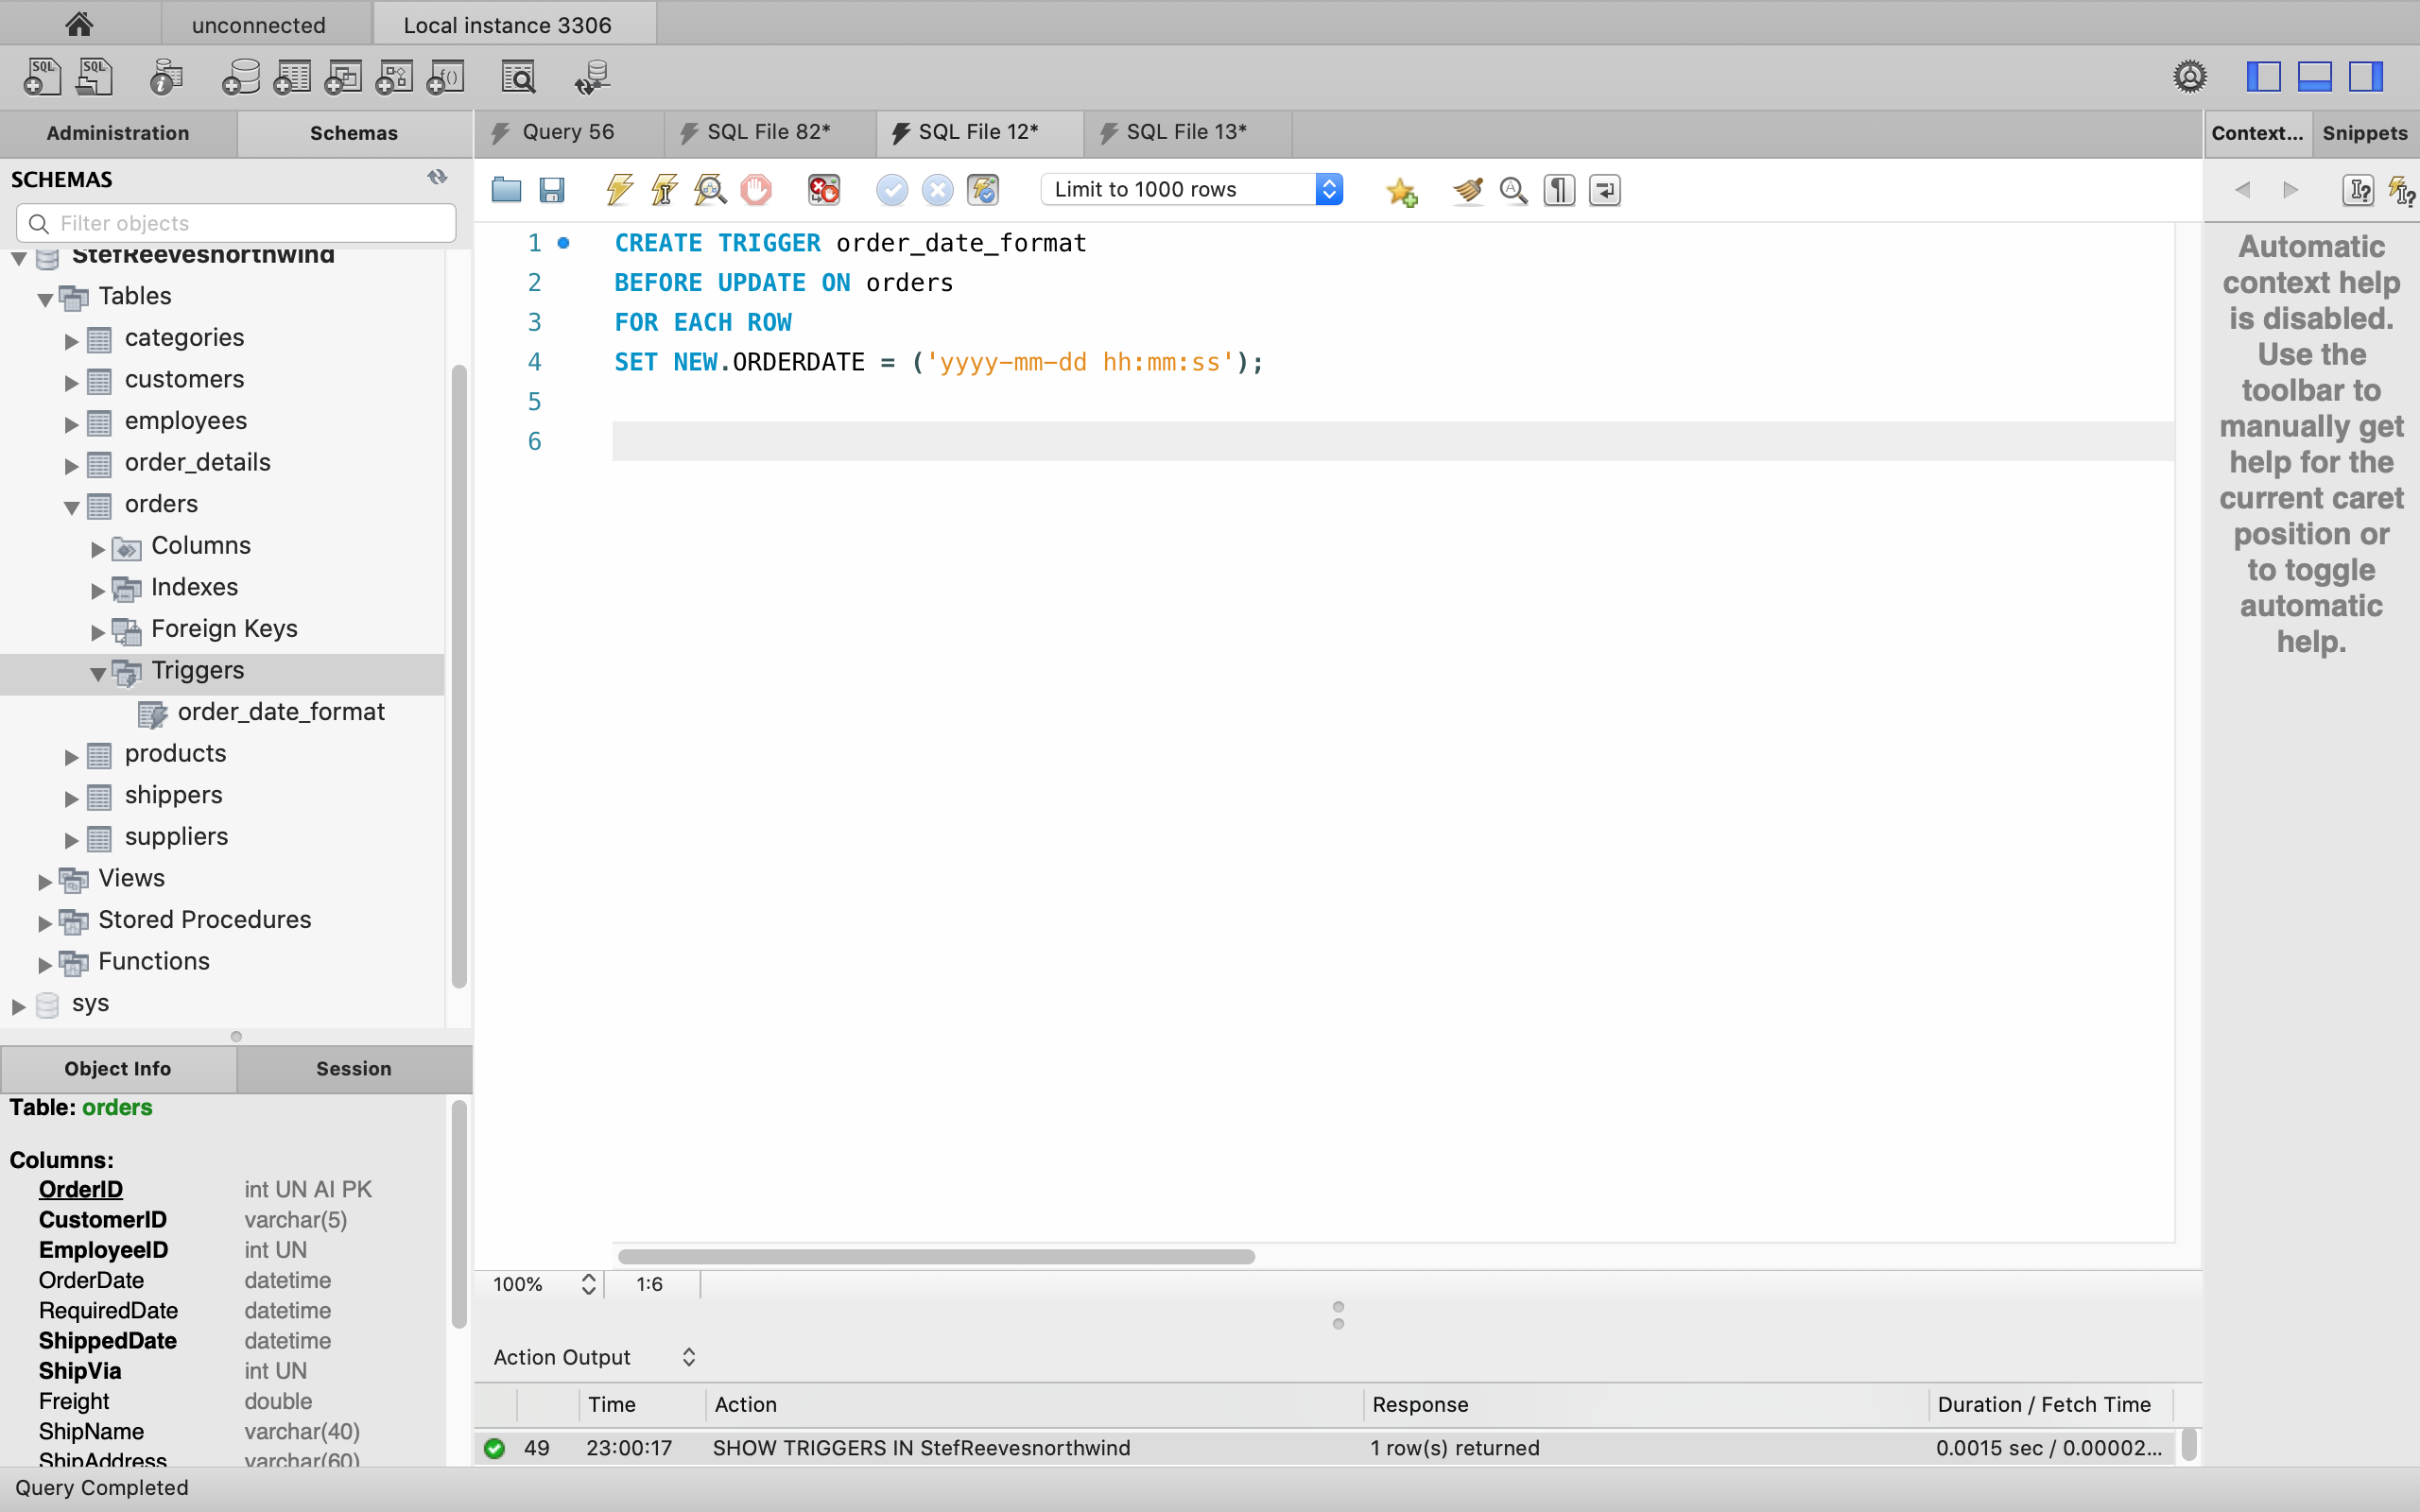 unconnected
Local instance 3306
Administration
Schemas
Query 56
SQL File 82*
SQL File 12*
SQL File 13*
Context...
Snippets
SCHEMAS
Filter objects
Limit to 1000 rows
StefReevesnorthwind
Tables
categories
customers
employees
order_details
orders
Columns
Indexes
Foreign Keys
Triggers
order_date_format
products
shippers
suppliers
Views
Stored Procedures
Functions
sys
1 CREATE TRIGGER order_date_format
2 BEFORE UPDATE ON orders
3 FOR EACH ROW
4 SET NEW.ORDERDATE = ('yyyy-mm-dd hh:mm:ss');
5
6
Automatic
context help
is disabled.
Use the
toolbar to
manually get
help for the
current caret
position or
to toggle
automatic
help.
Object Info
Session
Table: orders
Columns:
OrderID int UN AI PK
CustomerID varchar(5)
EmployeeID int UN
OrderDate datetime
RequiredDate datetime
ShippedDate datetime
ShipVia int UN
Freight double
ShipName varchar(40)
ShipAddress varchar(60)
100%
1:6
Action Output
Time Action Response Duration / Fetch Time
49 23:00:17 SHOW TRIGGERS IN StefReevesnorthwind 1 row(s) returned 0.0015 sec / 0.00002...
Query Completed